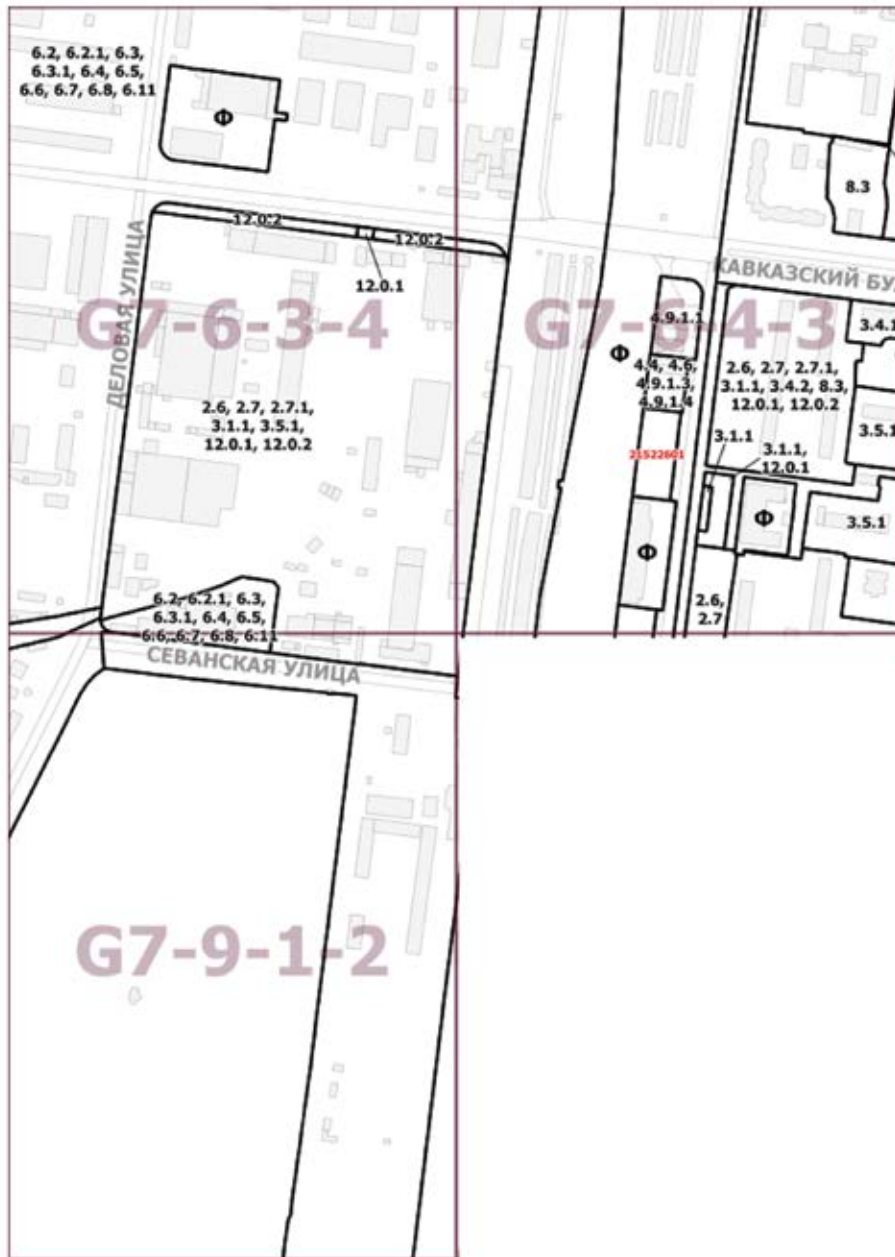 6.2, 6.2.1, 6.3,
6.3.1, 6.4, 6.5,
6.6, 6.7, 6.8, 6.11
Ф
8.3
12.0.2
12.0.2
12.0.1
ДЕЛОВАЯ УЛИЦА
КАВКАЗСКИЙ БУ
G7-6-3-4
G7-6-4-3
4.9.1.1
3.4.1
Ф
4.4, 4.6,
4.9.1.3,
4.9.1.4
2.6, 2.7, 2.7.1,
3.1.1, 3.4.2, 8.3,
12.0.1, 12.0.2
2.6, 2.7, 2.7.1,
3.1.1, 3.5.1,
12.0.1, 12.0.2
3.5.1
3.1.1
3.1.1,
12.0.1
21522601
Ф
3.5.1
Ф
6.2, 6.2.1, 6.3,
6.3.1, 6.4, 6.5,
6.6, 6.7, 6.8, 6.11
2.6,
2.7
СЕВАНСКАЯ УЛИЦА
G7-9-1-2